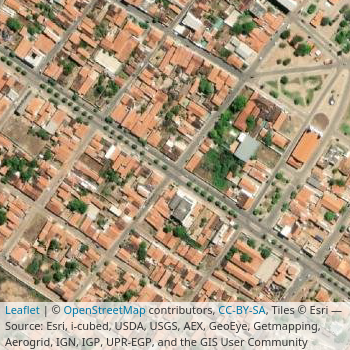 Leaflet | © OpenStreetMap contributors, CC-BY-SA, Tiles © Esri —
Source: Esri, i-cubed, USDA, USGS, AEX, GeoEye, Getmapping,
Aerogrid, IGN, IGP, UPR-EGP, and the GIS User Community